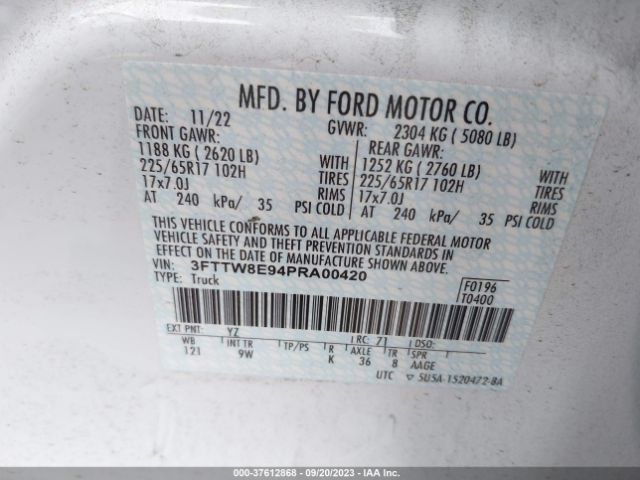 MFD. BY FORD MOTOR CO.
DATE: 11/22 GVWR: 2304 KG ( 5080 LB)
FRONT GAWR: REAR GAWR:
1188 KG ( 2620 LB) WITH 1252 KG ( 2760 LB) WITH
225/65R17 102H TIRES 225/65R17 102H TIRES
17x7.0J RIMS 17x7.0J RIMS
AT 240 kPa/ 35 PSI COLD AT 240 kPa/ 35 PSI COLD
THIS VEHICLE CONFORMS TO ALL APPLICABLE FEDERAL MOTOR
VEHICLE SAFETY AND THEFT PREVENTION STANDARDS IN
EFFECT ON THE DATE OF MANUFACTURE SHOWN ABOVE.
VIN: 3FTTW8E94PRA00420 F0196
TYPE: Truck T0400
EXT PNT: YZ RC: 71 DSO:
WB INT TR TP/PS R AXLE TR SPR
121 9W K 36 8 AAGE
UTC 5U5A-1520472-BA
000-37612868 - 09/20/2023 - IAA Inc.